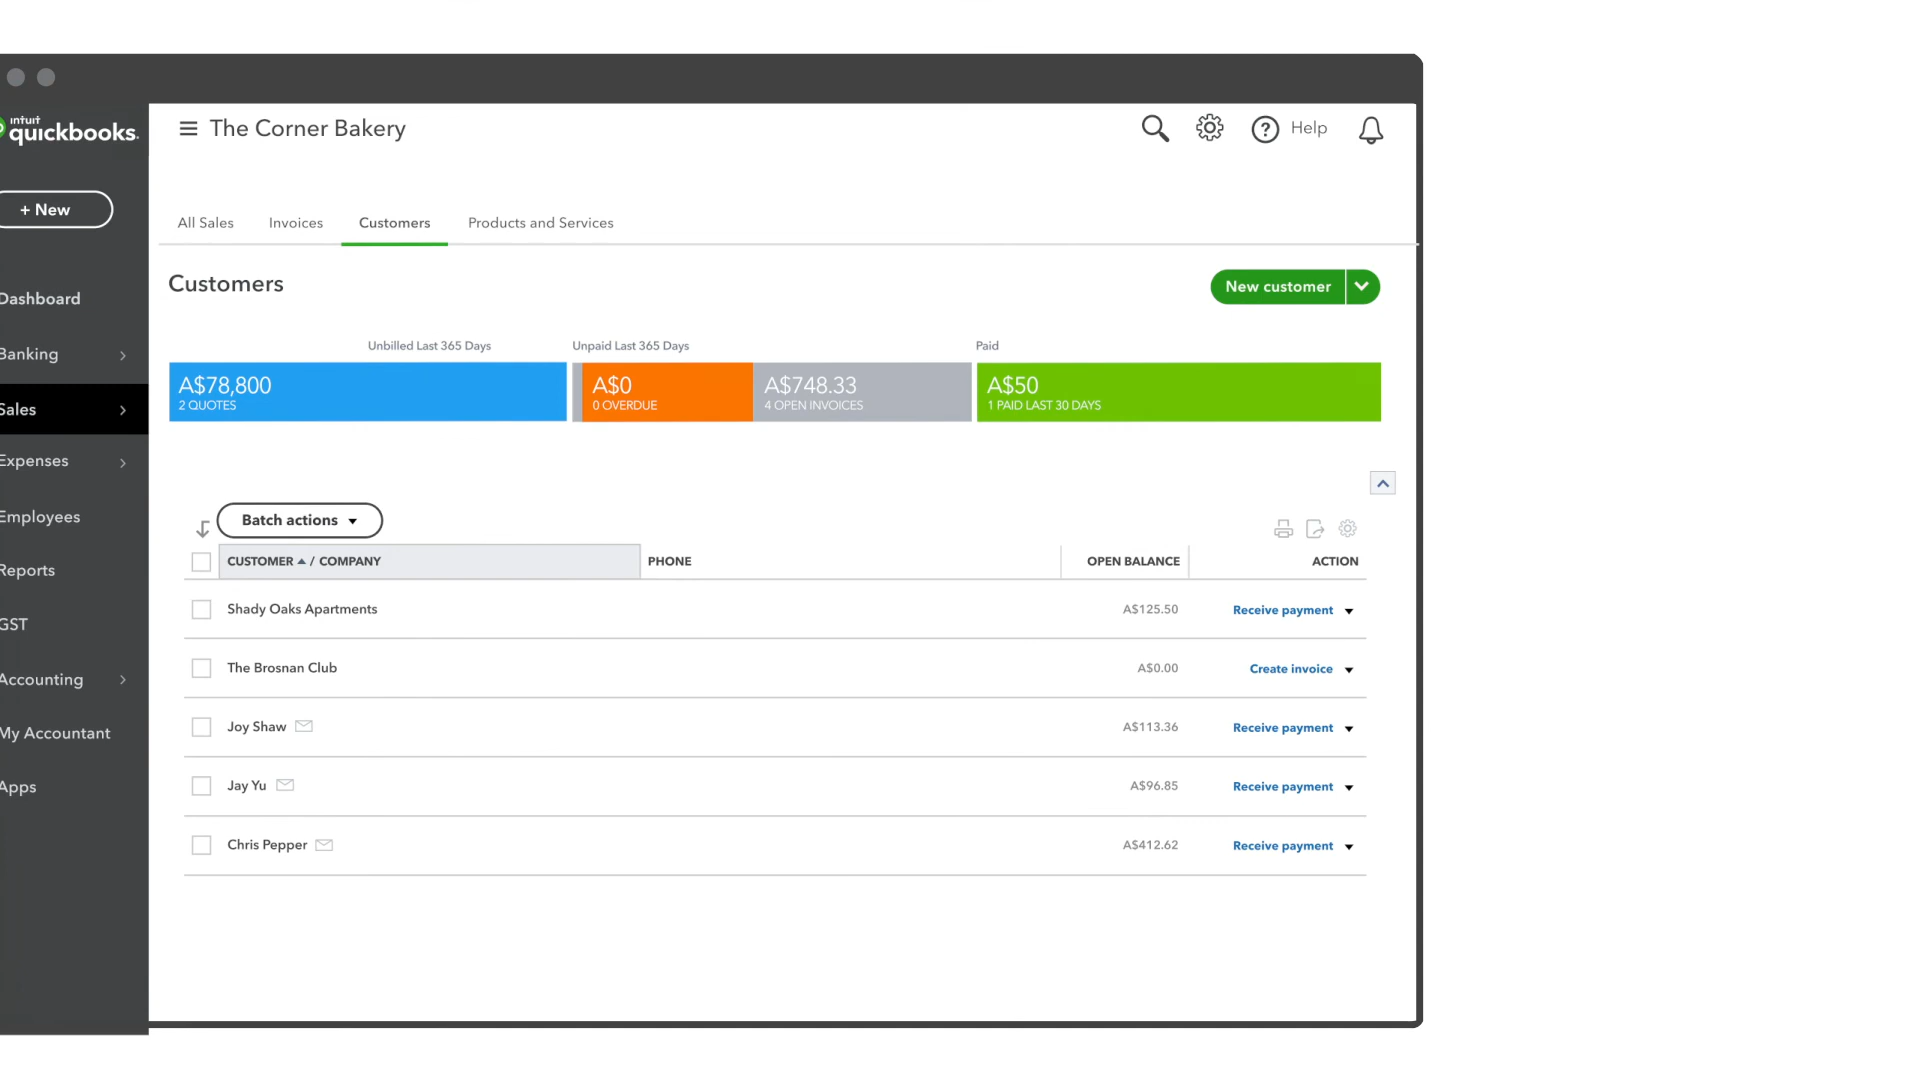 intuit
quickbooks.
The Corner Bakery
Help
+ New
All Sales
Invoices
Customers
Products and Services
Dashboard
Banking
Sales
Expenses
Employees
Reports
GST
Accounting
My Accountant
Apps
Customers
New customer
Unbilled Last 365 Days
Unpaid Last 365 Days
Paid
A$78,800
2 QUOTES
A$0
0 OVERDUE
A$748.33
4 OPEN INVOICES
A$50
1 PAID LAST 30 DAYS
Batch actions
CUSTOMER / COMPANY
PHONE
OPEN BALANCE
ACTION
Shady Oaks Apartments
A$125.50
Receive payment
The Brosnan Club
A$0.00
Create invoice
Joy Shaw
A$113.36
Receive payment
Jay Yu
A$96.85
Receive payment
Chris Pepper
A$412.62
Receive payment